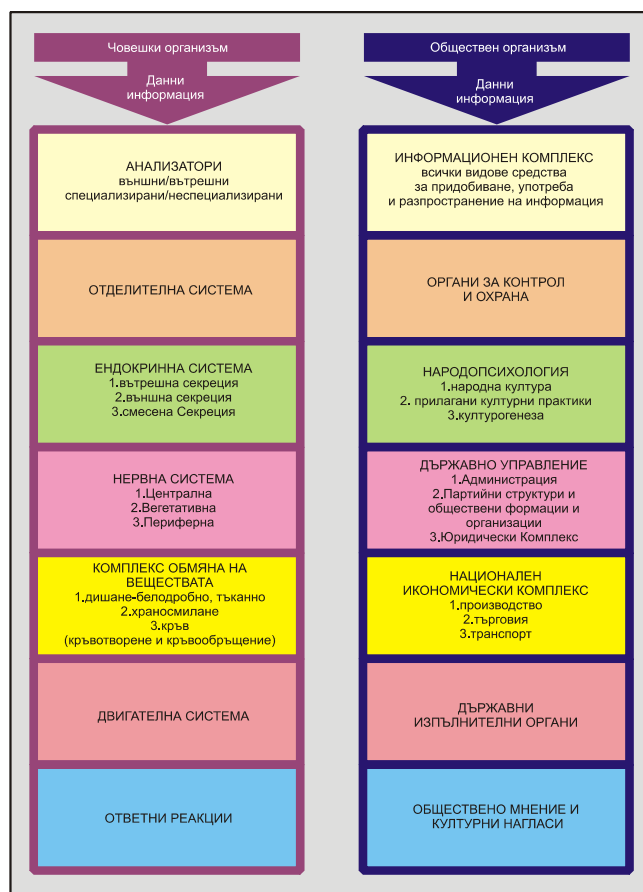 Човешки организъм
Данни
информация
АНАЛИЗАТОРИ
външни/вътрешни
специализирани/неспециализирани
ОТДЕЛИТЕЛНА СИСТЕМА
ЕНДОКРИННА СИСТЕМА
1.вътрешна секреция
2.външна секреция
3.смесена Секреция
НЕРВНА СИСТЕМА
1.Централна
2.Вегетативна
3.Периферна
КОМПЛЕКС ОБМЯНА НА
ВЕЩЕСТВАТА
1.дишане-белодробно, тъканно
2.храносмилане
3.кръв
(кръвотворене и кръвообръщение)
ДВИГАТЕЛНА СИСТЕМА
ОТВЕТНИ РЕАКЦИИ
Обществен организъм
Данни
информация
ИНФОРМАЦИОНЕН КОМПЛЕКС
всички видове средства
за придобиване, употреба
и разпространение на информация
ОРГАНИ ЗА КОНТРОЛ
И ОХРАНА
НАРОДОПСИХОЛОГИЯ
1.народна култура
2. прилагани културни практики
3.културогенеза
ДЪРЖАВНО УПРАВЛЕНИЕ
1.Администрация
2.Партийни структури и
обществени формации и
организации
3.Юридически Комплекс
НАЦИОНАЛЕН
ИКОНОМИЧЕСКИ КОМПЛЕКС
1.производство
2.търговия
3.транспорт
ДЪРЖАВНИ
ИЗПЪЛНИТЕЛНИ ОРГАНИ
ОБЩЕСТВЕНО МНЕНИЕ И
КУЛТУРНИ НАГЛАСИ